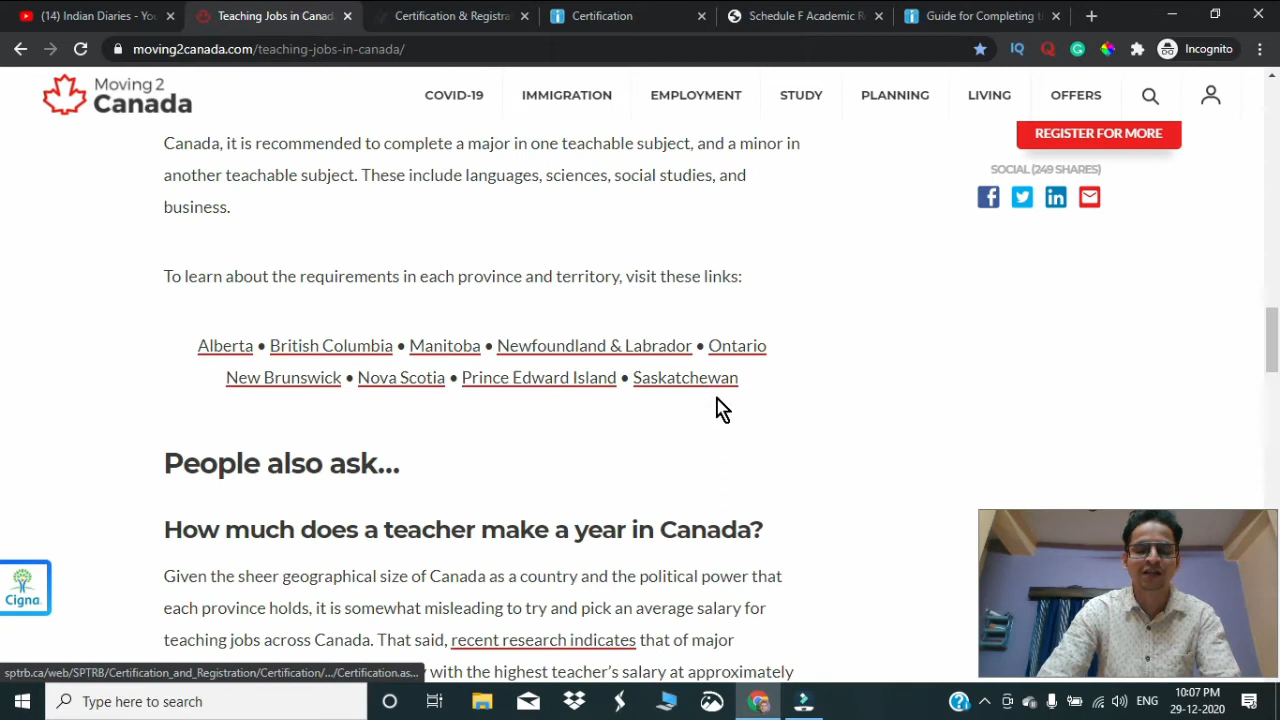 (14) Indian Diaries - Yo
Teaching Jobs in Canad
Certification & Registra
Certification
Schedule F Academic R
Guide for Completing th
moving2canada.com/teaching-jobs-in-canada/
IQ
Incognito
Moving 2
Canada
COVID-19
IMMIGRATION
EMPLOYMENT
STUDY
PLANNING
LIVING
OFFERS
REGISTER FOR MORE
SOCIAL (249 SHARES)
Canada, it is recommended to complete a major in one teachable subject, and a minor in
another teachable subject. These include languages, sciences, social studies, and
business.
To learn about the requirements in each province and territory, visit these links:
Alberta • British Columbia • Manitoba • Newfoundland & Labrador • Ontario
New Brunswick • Nova Scotia • Prince Edward Island • Saskatchewan
People also ask...
How much does a teacher make a year in Canada?
Given the sheer geographical size of Canada as a country and the political power that
each province holds, it is somewhat misleading to try and pick an average salary for
teaching jobs across Canada. That said, recent research indicates that of major
with the highest teacher's salary at approximately
Cigna
sptrb.ca/web/SPTRB/Certification_and_Registration/Certification/.../Certification.as...
Type here to search
ENG
10:07 PM
29-12-2020